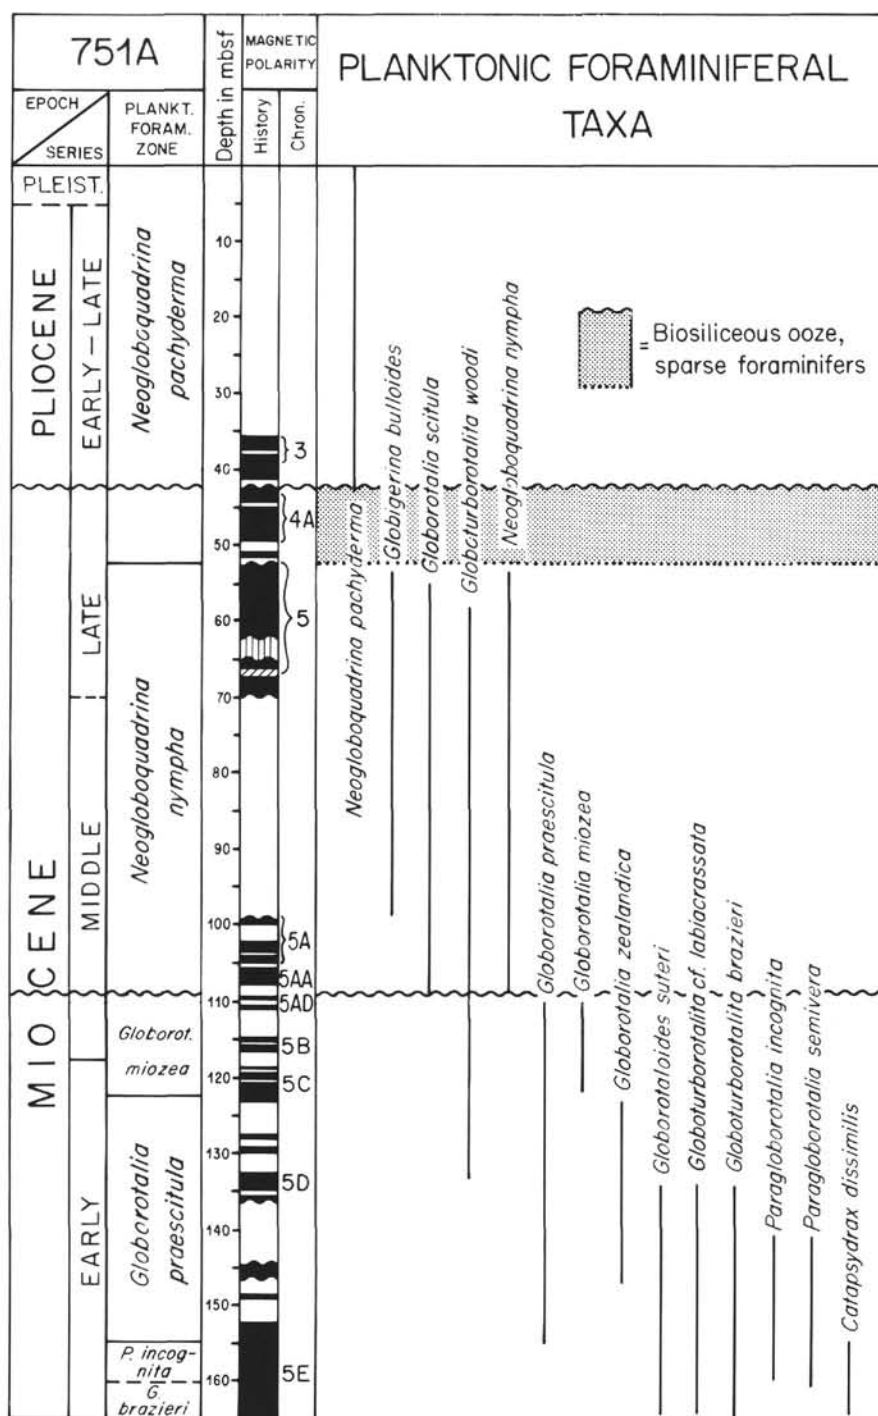 751A
EPOCH
SERIES
PLANKT.
FORAM.
ZONE
Depth in mbsf
MAGNETIC
POLARITY
History
Chron.
PLANKTONIC FORAMINIFERAL
TAXA
PLEIST.
PLIOCENE
EARLY–LATE
Neogloboquadrina
pachyderma
MIOCENE
LATE
MIDDLE
EARLY
Neogloboquadrina
nympha
Globorot.
miozea
Globorotalia
praescitula
P. incog-
nita
G.
brazieri
10
20
30
40
50
60
70
80
90
100
110
120
130
140
150
160
3
4A
5
5A
5AA
5AD
5B
5C
5D
5E
Neogloboquadrina pachyderma
Globigerina bulloides
Globorotalia scitula
Globoturborotalita woodi
Neogloboquadrina nympha
= Biosiliceous ooze,
sparse foraminifers
Globorotalia praescitula
Globorotalia miozea
Globorotalia zealandica
Globorotaloides suteri
Globoturborotalita cf. labiacrassata
Globoturborotalita brazieri
Paragloborotalia incognita
Paragloborotalia semivera
Catapsydrax dissimilis